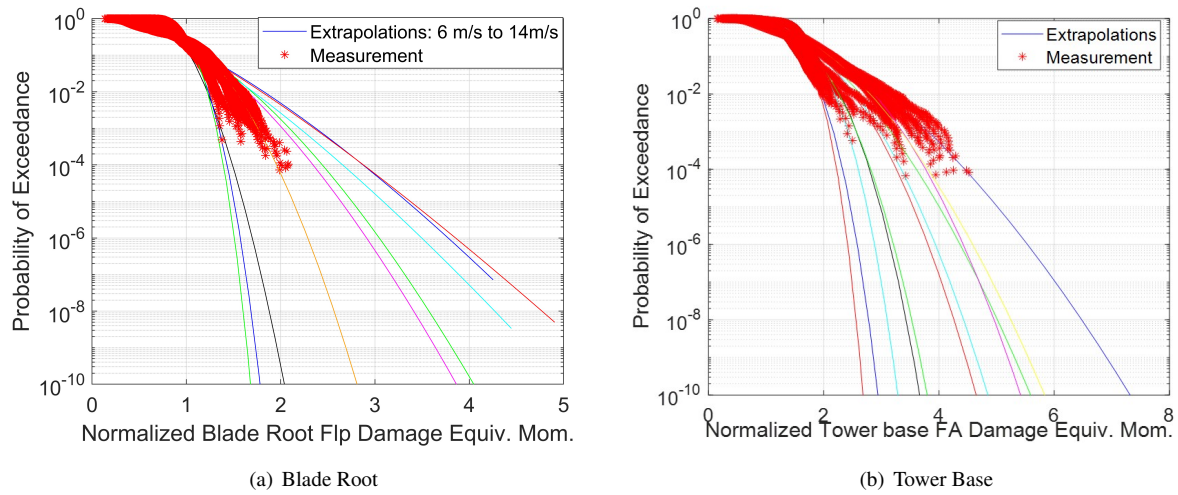 Extrapolations: 6 m/s to 14m/s
Measurement
Probability of Exceedance
10^0
10^-2
10^-4
10^-6
10^-8
10^-10
0 1 2 3 4 5
Normalized Blade Root Flp Damage Equiv. Mom.
(a) Blade Root
Extrapolations
Measurement
Probability of Exceedance
10^0
10^-2
10^-4
10^-6
10^-8
10^-10
0 2 4 6 8
Normalized Tower base FA Damage Equiv. Mom.
(b) Tower Base